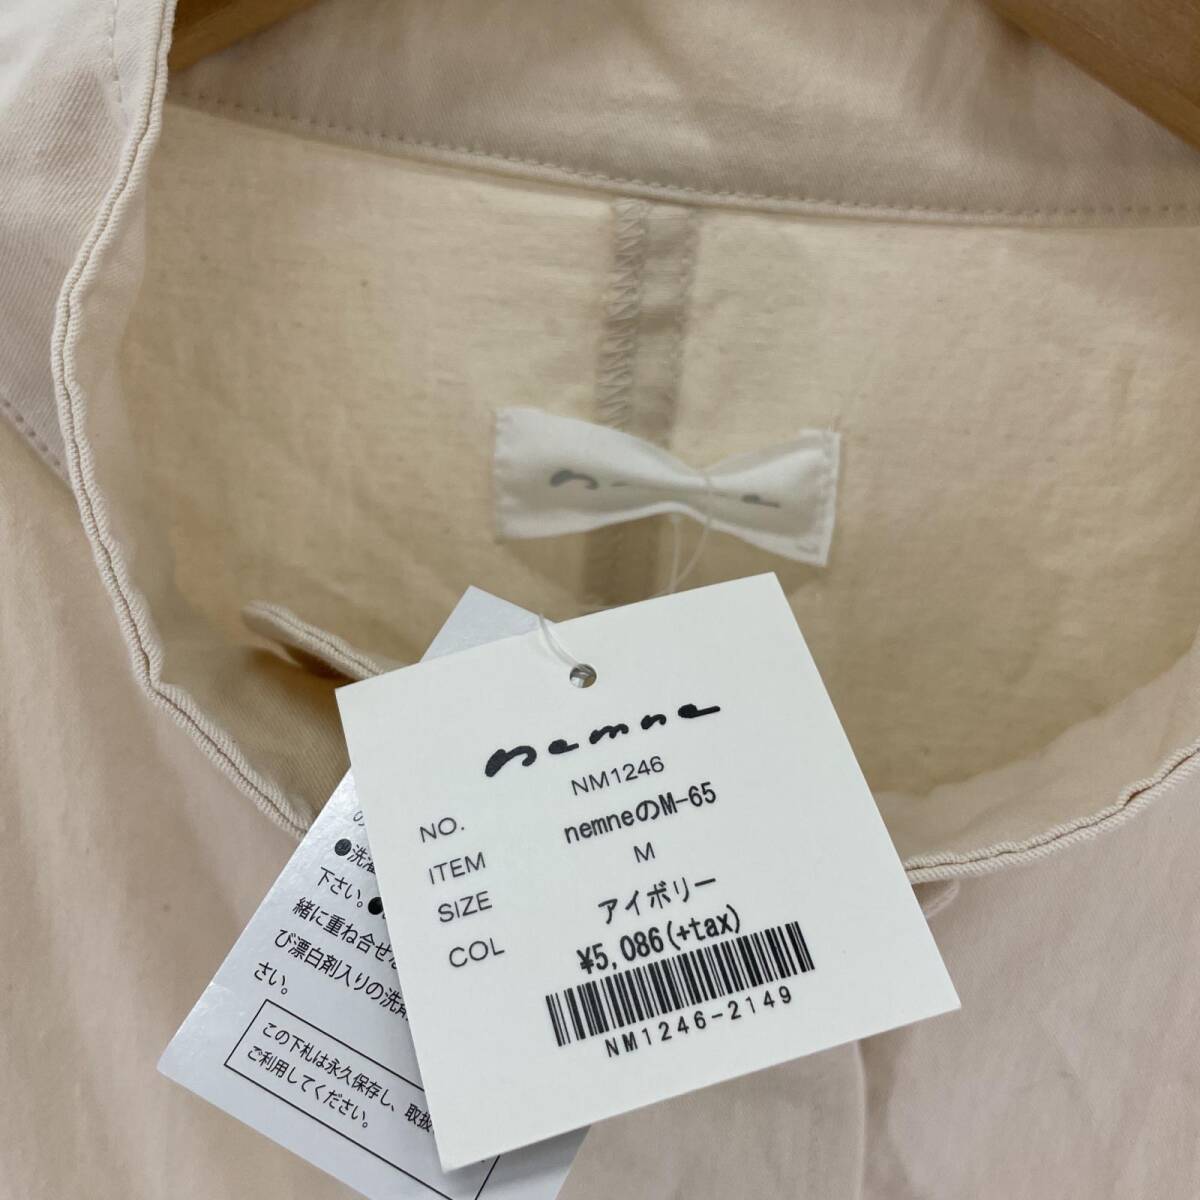 nemne
NO. NM1246
ITEM nemneのM-65
SIZE M
COL アイボリー
¥5,086(+tax)
NM1246-2149
の
●洗濯
下さい。●
緒に重ね合せ
び漂白剤入りの洗剤
さい。
この下札は永久保存し、取扱
ご利用してください。